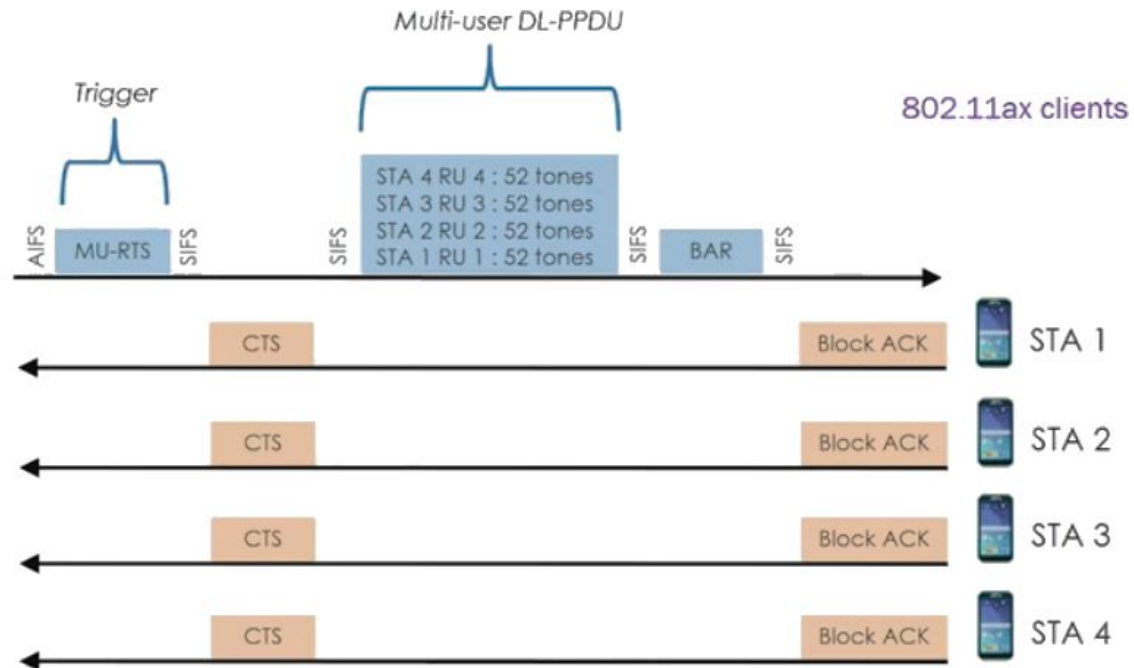 Multi-user DL-PPDU
Trigger
802.11ax clients
AIFS
MU-RTS
SIFS
SIFS
STA 4 RU 4 : 52 tones
STA 3 RU 3 : 52 tones
STA 2 RU 2 : 52 tones
STA 1 RU 1 : 52 tones
SIFS
BAR
SIFS
CTS
Block ACK
STA 1
CTS
Block ACK
STA 2
CTS
Block ACK
STA 3
CTS
Block ACK
STA 4